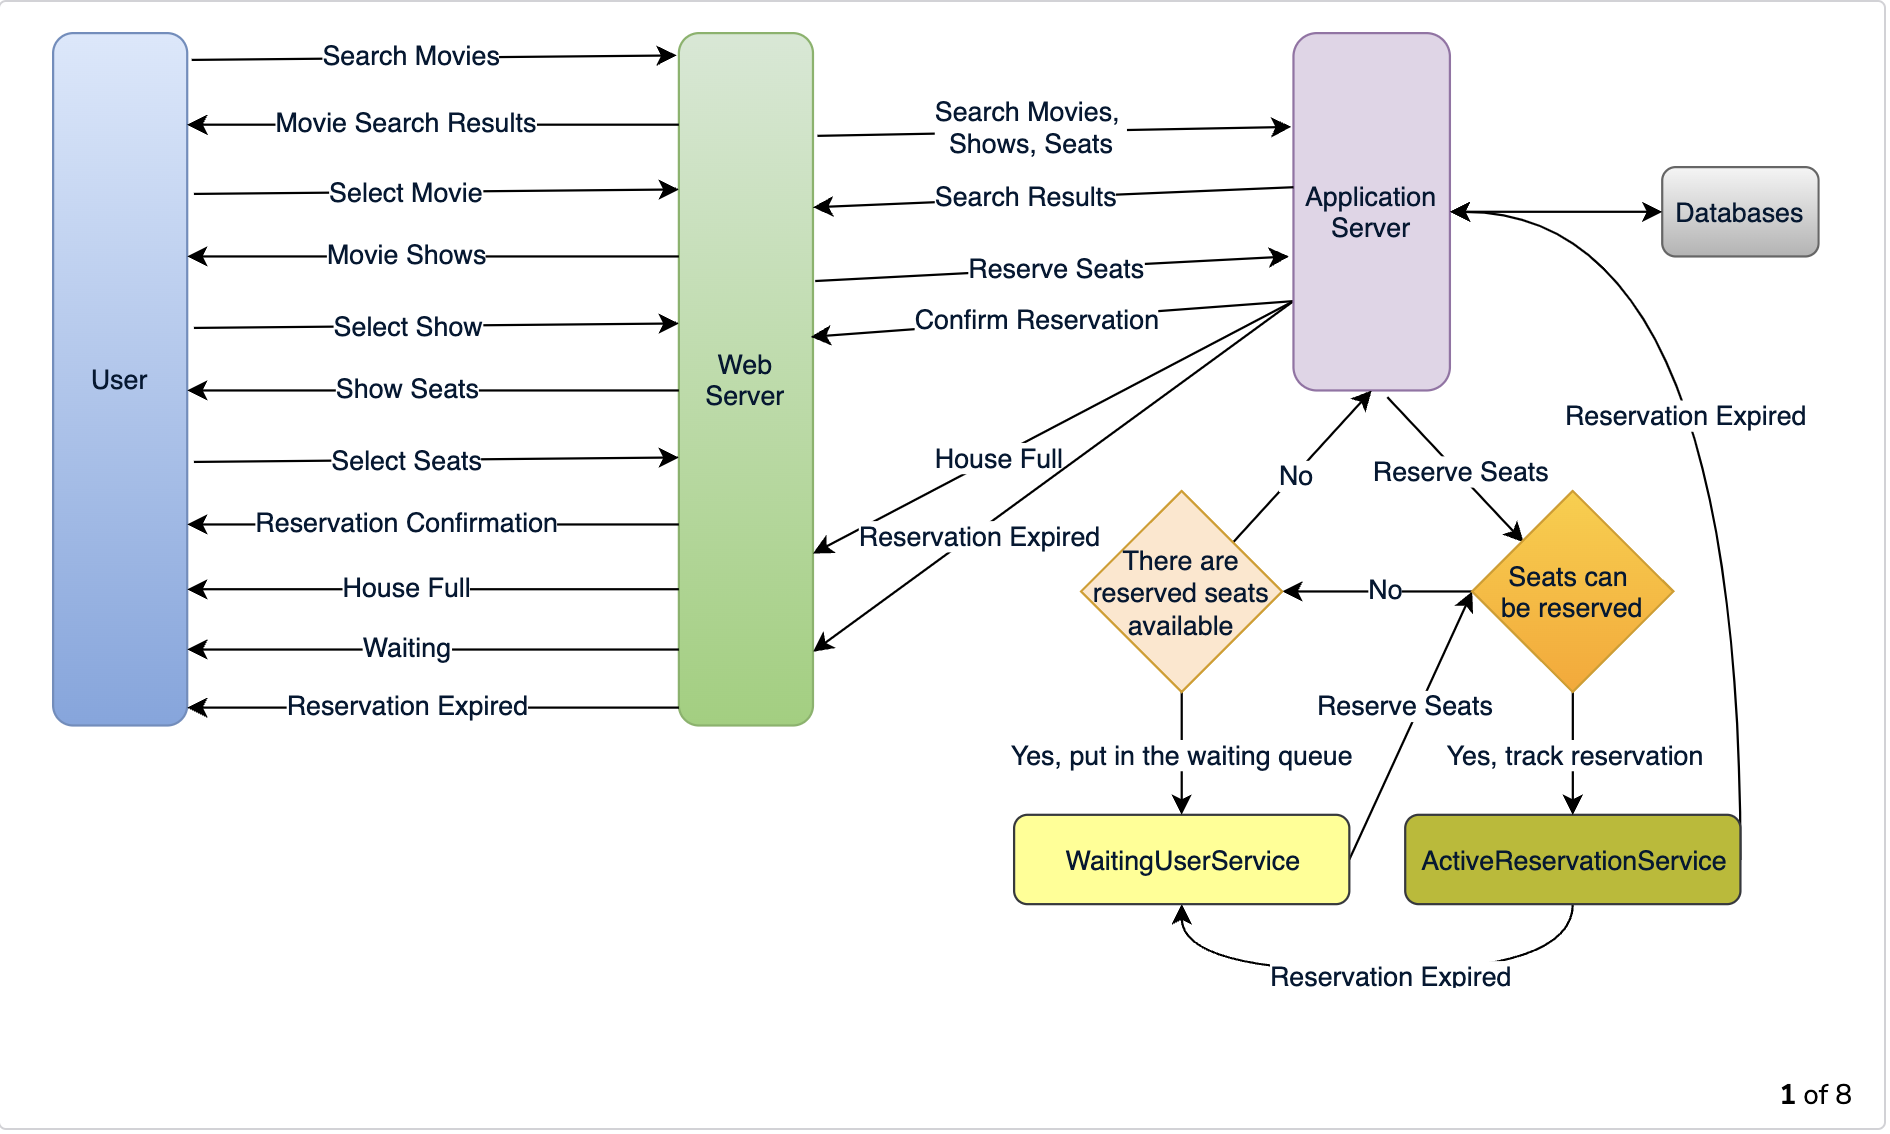 Search Movies
Movie Search Results
Select Movie
Movie Shows
Select Show
Show Seats
Select Seats
Reservation Confirmation
House Full
Waiting
Reservation Expired
User
Web
Server
Search Movies,
Shows, Seats
Search Results
Reserve Seats
Confirm Reservation
House Full
Reservation Expired
Application
Server
Databases
Reservation Expired
No
Reserve Seats
There are
reserved seats
available
No
Seats can
be reserved
Reserve Seats
Yes, put in the waiting queue
Yes, track reservation
WaitingUserService
ActiveReservationService
Reservation Expired
1 of 8